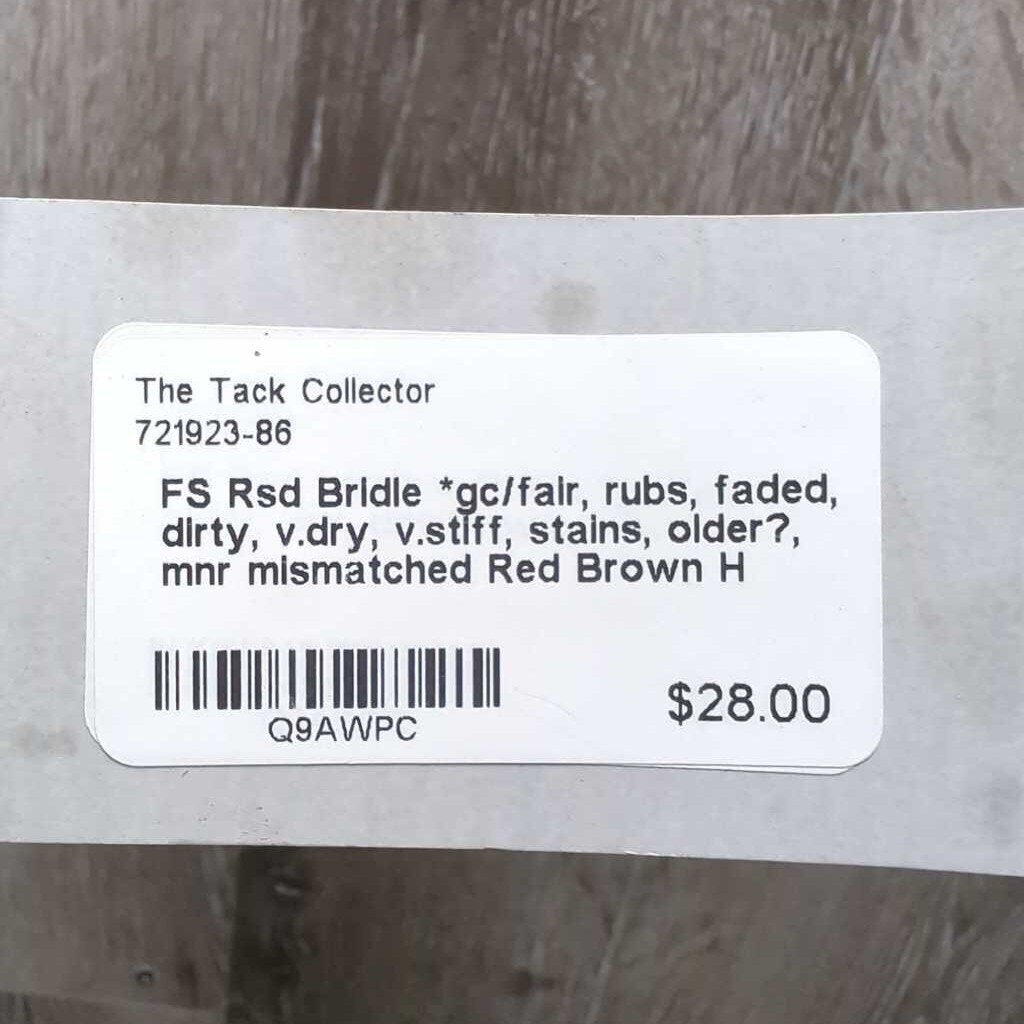 The Tack Collector
721923-86
FS Rsd Bridle *gc/fair, rubs, faded,
dirty, v.dry, v.stiff, stains, older?,
mnr mismatched Red Brown H
Q9AWPC
$28.00